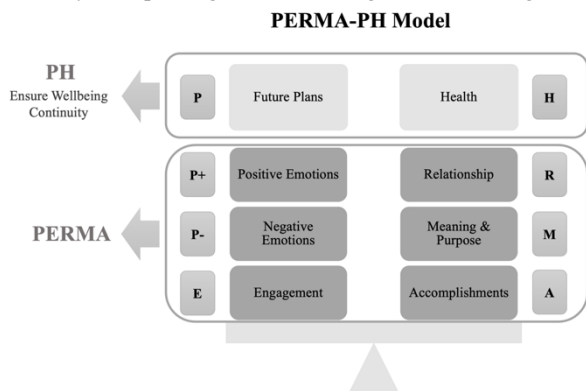 PERMA-PH Model
PH
Ensure Wellbeing
Continuity
P
Future Plans
Health
H
PERMA
P+
Positive Emotions
Relationship
R
P-
Negative
Emotions
Meaning &
Purpose
M
E
Engagement
Accomplishments
A